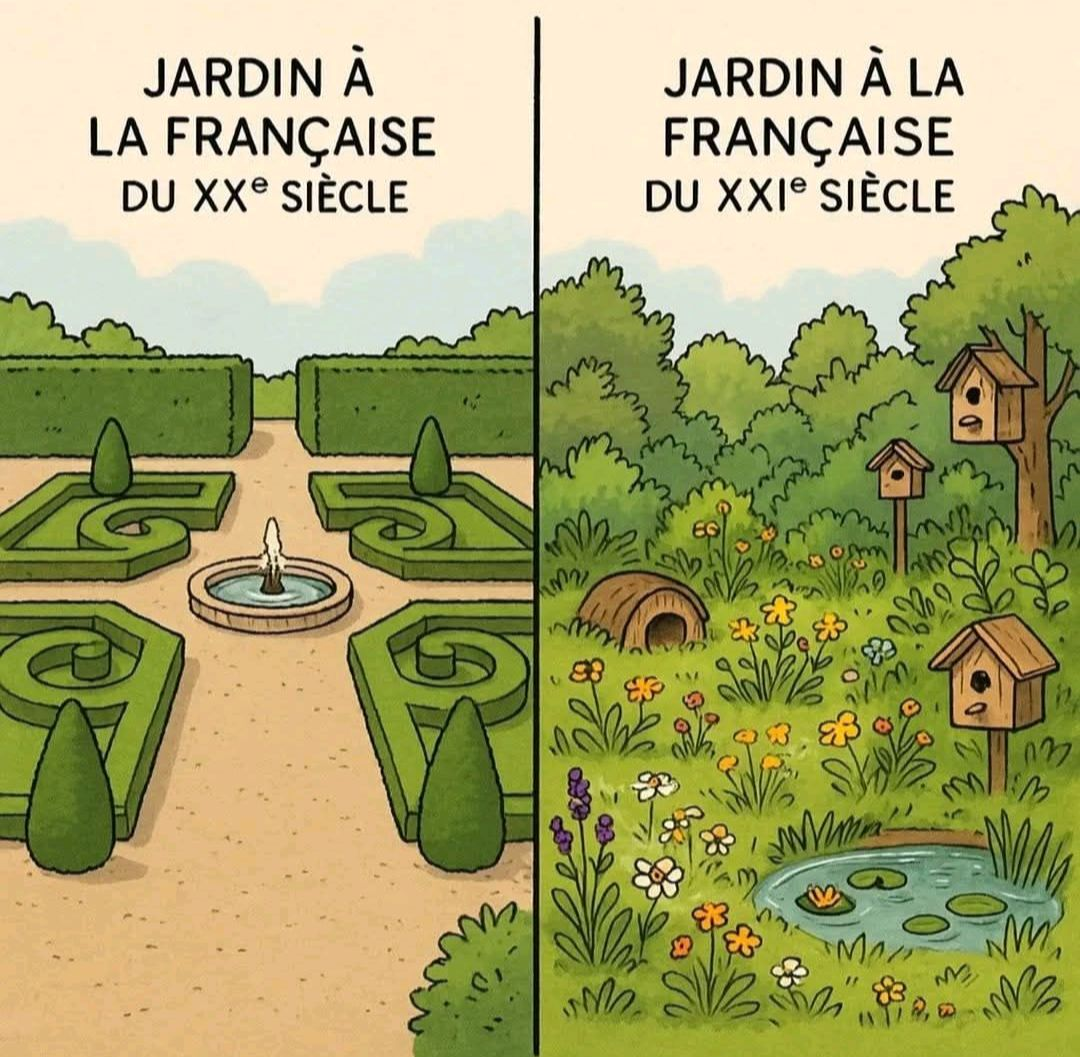 JARDIN À
LA FRANÇAISE
DU XXᵉ SIÈCLE
JARDIN À LA
FRANÇAISE
DU XXIᵉ SIÈCLE